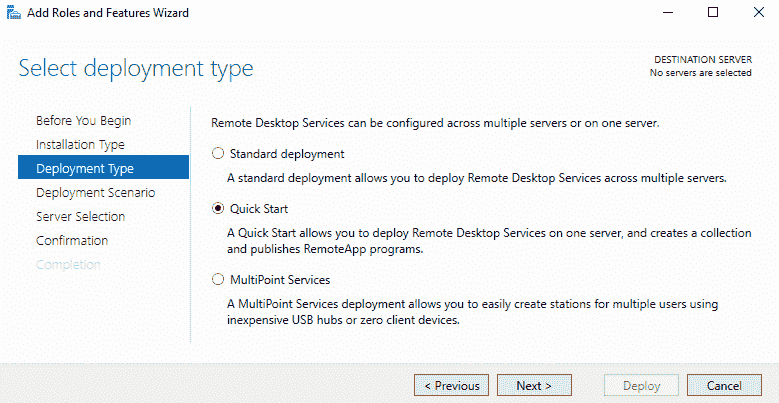 Add Roles and Features Wizard
Select deployment type
DESTINATION SERVER
No servers are selected
Before You Begin
Installation Type
Deployment Type
Deployment Scenario
Server Selection
Confirmation
Completion
Remote Desktop Services can be configured across multiple servers or on one server.
Standard deployment
A standard deployment allows you to deploy Remote Desktop Services across multiple servers.
Quick Start
A Quick Start allows you to deploy Remote Desktop Services on one server, and creates a collection
and publishes RemoteApp programs.
MultiPoint Services
A MultiPoint Services deployment allows you to easily create stations for multiple users using
inexpensive USB hubs or zero client devices.
< Previous
Next >
Deploy
Cancel